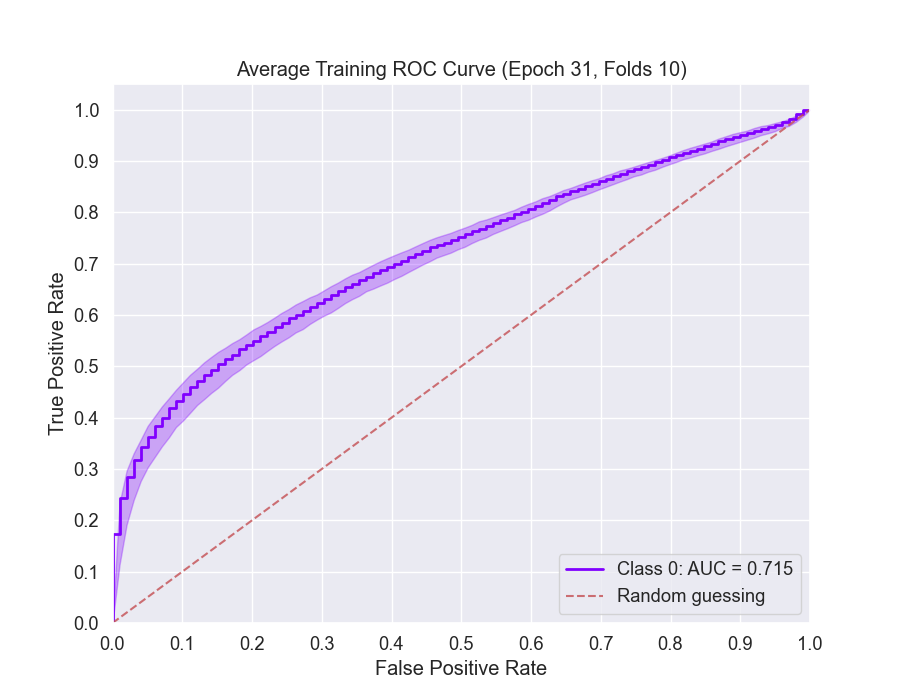 Average Training ROC Curve (Epoch 31, Folds 10)
True Positive Rate
1.0
0.9
0.8
0.7
0.6
0.5
0.4
0.3
0.2
0.1
0.0
Class 0: AUC = 0.715
Random guessing
0.0 0.1 0.2 0.3 0.4 0.5 0.6 0.7 0.8 0.9 1.0
False Positive Rate